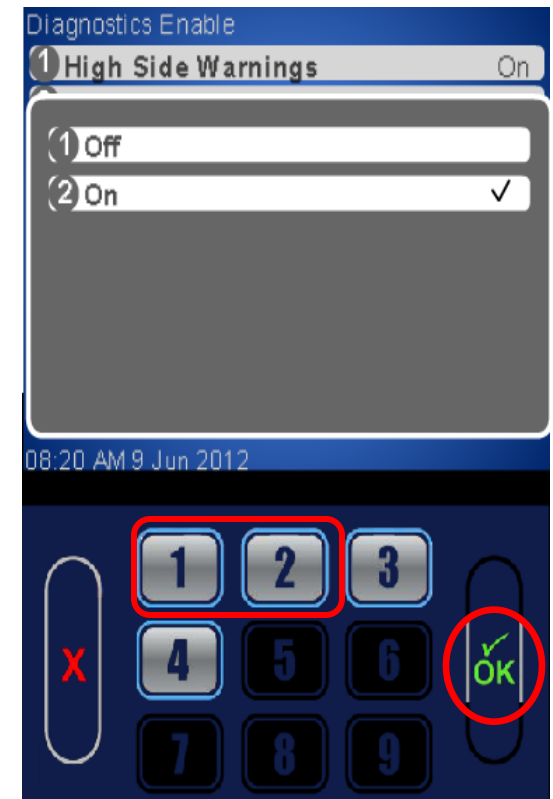 Diagnostics Enable
1 High Side Warnings On
1 Off
2 On ✓
08:20 AM 9 Jun 2012
1 2 3
X 4 5 6 OK
7 8 9